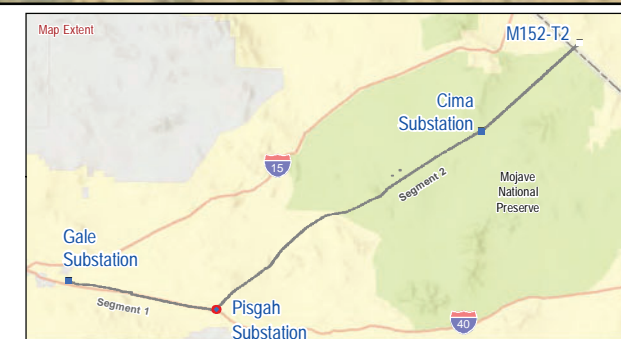 Map Extent
M152-T2
Cima
Substation
15
Segment 2
Mojave
National
Preserve
Gale
Substation
Segment 1
Pisgah
Substation
40